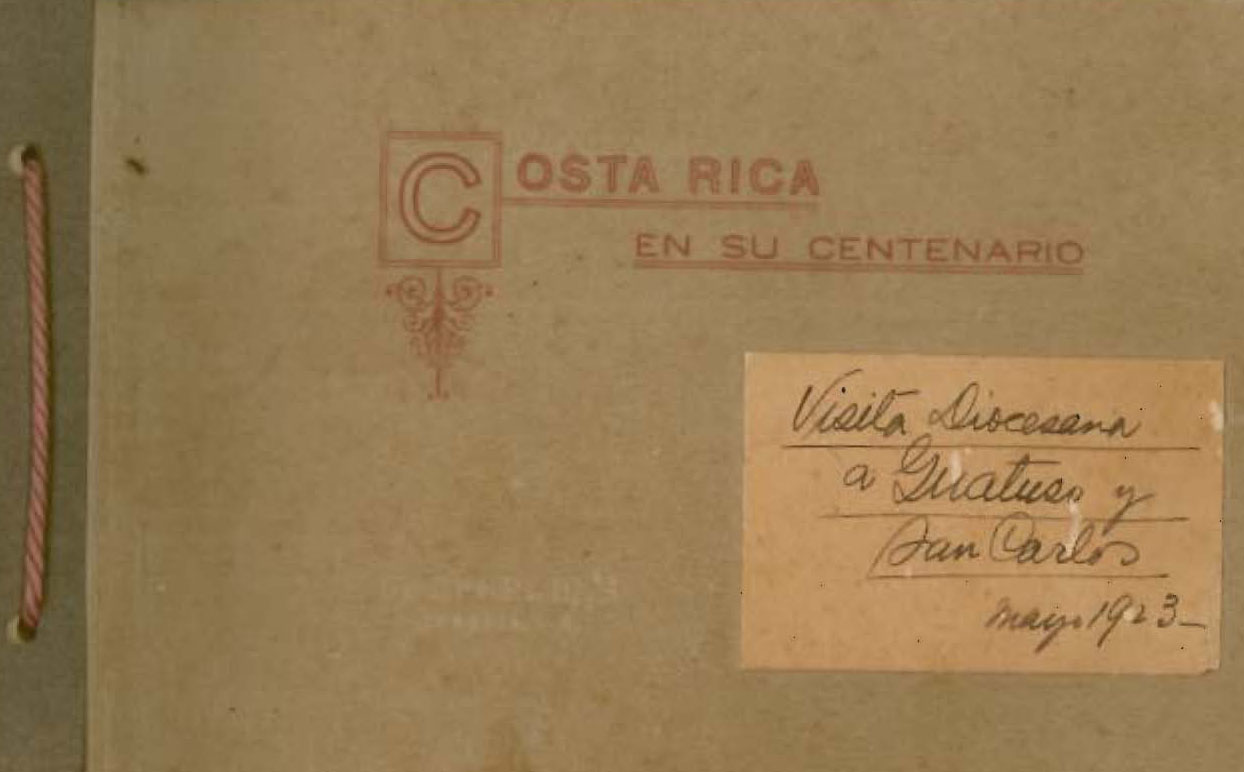 COSTA RICA
EN SU CENTENARIO
Visita Diocesana
a Guatuso y
San Carlos
mayo 1923-